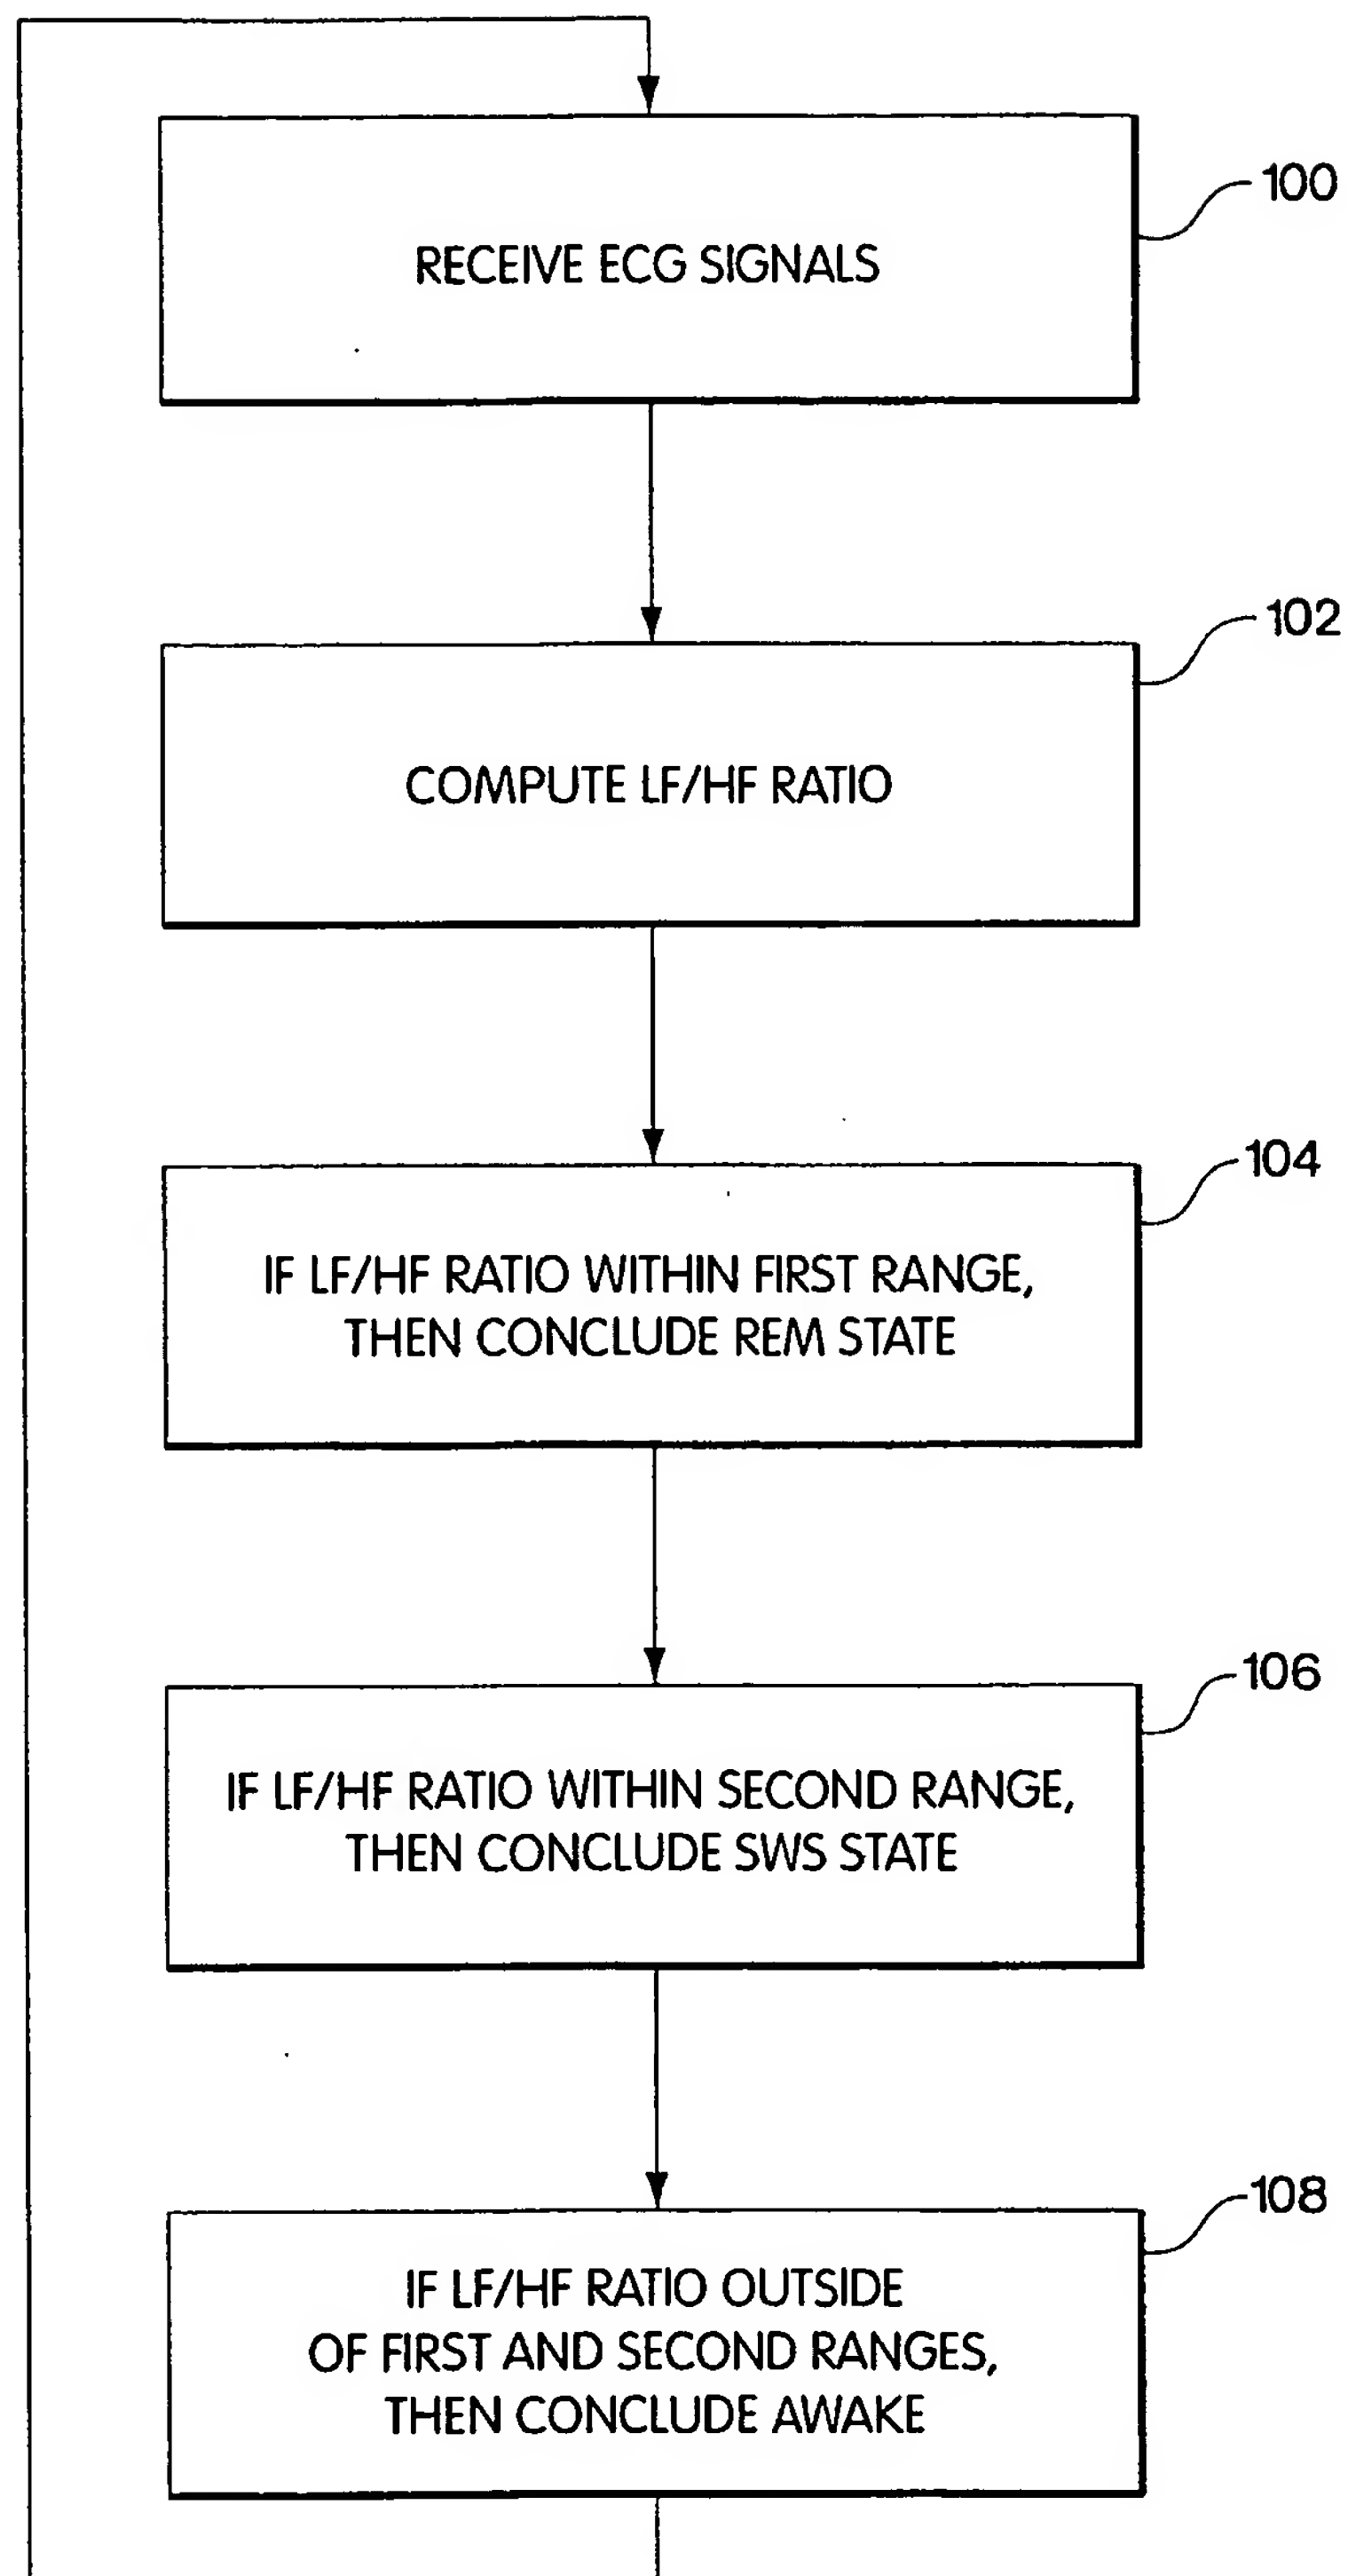 100
RECEIVE ECG SIGNALS
102
COMPUTE LF/HF RATIO
104
IF LF/HF RATIO WITHIN FIRST RANGE,
THEN CONCLUDE REM STATE
106
IF LF/HF RATIO WITHIN SECOND RANGE,
THEN CONCLUDE SWS STATE
108
IF LF/HF RATIO OUTSIDE
OF FIRST AND SECOND RANGES,
THEN CONCLUDE AWAKE